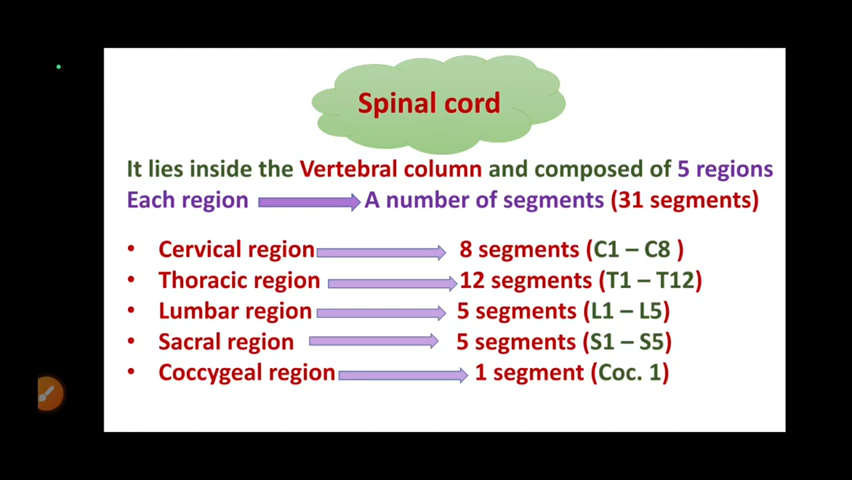 Spinal cord
It lies inside the Vertebral column and composed of 5 regions
Each region A number of segments (31 segments)
• Cervical region 8 segments (C1 – C8 )
• Thoracic region 12 segments (T1 – T12)
• Lumbar region 5 segments (L1 – L5)
• Sacral region 5 segments (S1 – S5)
• Coccygeal region 1 segment (Coc. 1)